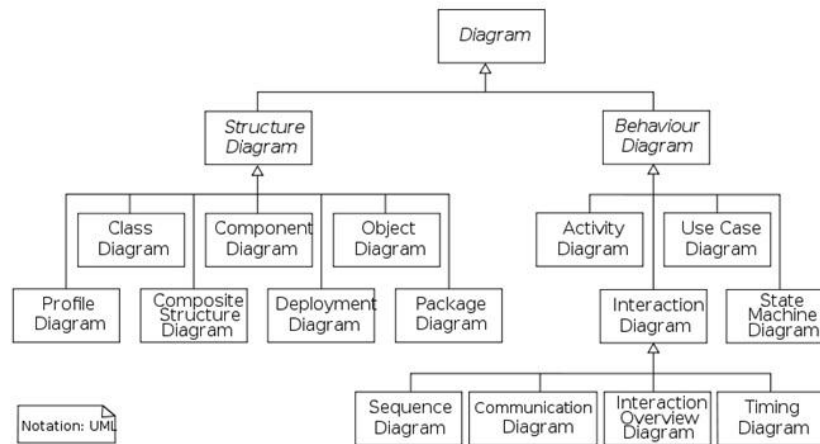 Diagram
Structure
Diagram
Behaviour
Diagram
Class
Diagram
Component
Diagram
Object
Diagram
Activity
Diagram
Use Case
Diagram
Profile
Diagram
Composite
Structure
Diagram
Deployment
Diagram
Package
Diagram
Interaction
Diagram
State
Machine
Diagram
Sequence
Diagram
Communication
Diagram
Interaction
Overview
Diagram
Timing
Diagram
Notation: UML